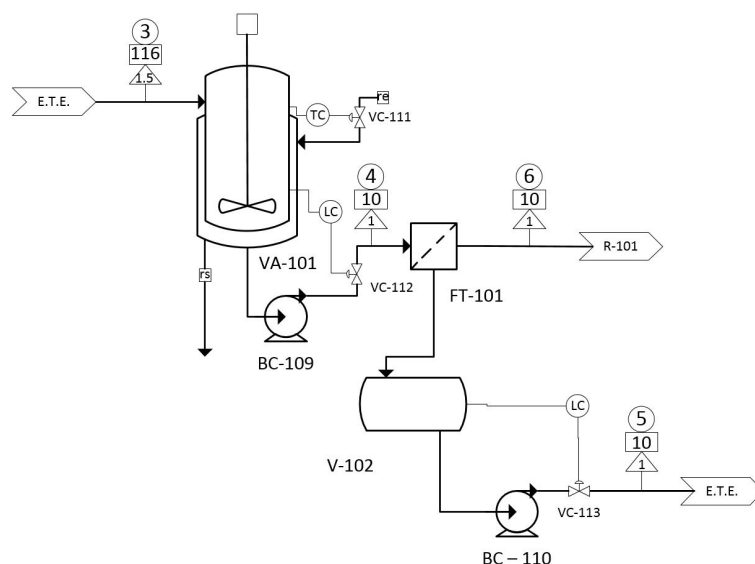 3
116
1.5
E.T.E.
TC
re
VC-111
LC
4
10
1
6
10
1
R-101
VA-101
rs
VC-112
FT-101
BC-109
LC
V-102
5
10
1
E.T.E.
VC-113
BC – 110